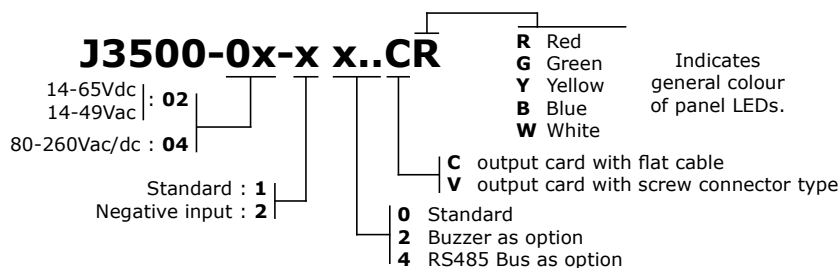 J3500-0x-x x..CR
R Red
G Green
Y Yellow
B Blue
W White
Indicates
general colour
of panel LEDs.
14-65Vdc
14-49Vac
: 02
80-260Vac/dc : 04
C output card with flat cable
V output card with screw connector type
Standard : 1
Negative input : 2
0 Standard
2 Buzzer as option
4 RS485 Bus as option